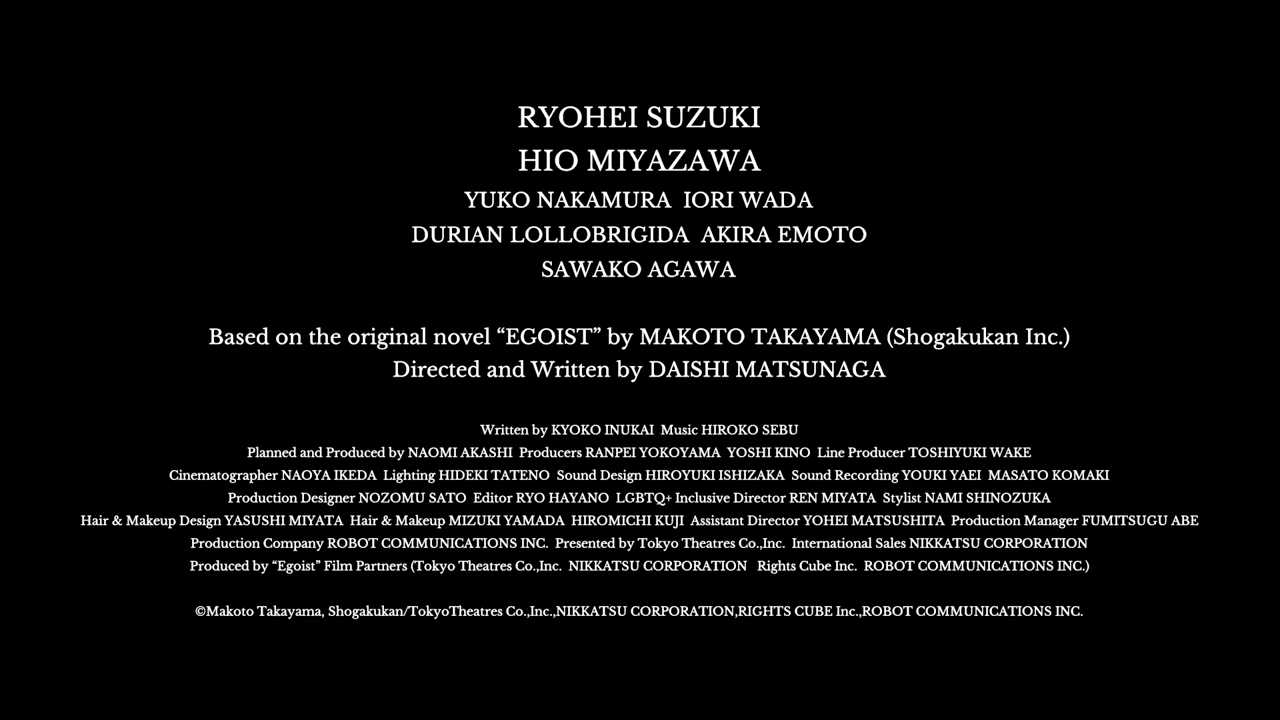 RYOHEI SUZUKI
HIO MIYAZAWA
YUKO NAKAMURA  IORI WADA
DURIAN LOLLOBRIGIDA  AKIRA EMOTO
SAWAKO AGAWA
Based on the original novel “EGOIST” by MAKOTO TAKAYAMA (Shogakukan Inc.)
Directed and Written by DAISHI MATSUNAGA
Written by KYOKO INUKAI  Music HIROKO SEBU
Planned and Produced by NAOMI AKASHI  Producers RANPEI YOKOYAMA  YOSHI KINO  Line Producer TOSHIYUKI WAKE
Cinematographer NAOYA IKEDA  Lighting HIDEKI TATENO  Sound Design HIROYUKI ISHIZAKA  Sound Recording YOUKI YAEI  MASATO KOMAKI
Production Designer NOZOMU SATO  Editor RYO HAYANO  LGBTQ+ Inclusive Director REN MIYATA  Stylist NAMI SHINOZUKA
Hair & Makeup Design YASUSHI MIYATA  Hair & Makeup MIZUKI YAMADA  HIROMICHI KUJI  Assistant Director YOHEI MATSUSHITA  Production Manager FUMITSUGU ABE
Production Company ROBOT COMMUNICATIONS INC.  Presented by Tokyo Theatres Co.,Inc.  International Sales NIKKATSU CORPORATION
Produced by “Egoist” Film Partners (Tokyo Theatres Co.,Inc.  NIKKATSU CORPORATION   Rights Cube Inc.  ROBOT COMMUNICATIONS INC.)
©Makoto Takayama, Shogakukan/TokyoTheatres Co.,Inc.,NIKKATSU CORPORATION,RIGHTS CUBE Inc.,ROBOT COMMUNICATIONS INC.